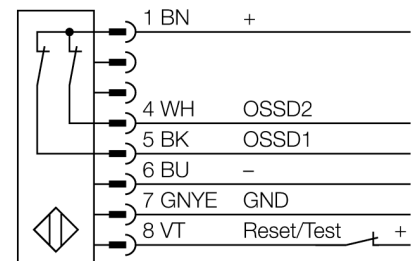 1 BN +
4 WH OSSD2
5 BK OSSD1
6 BU –
7 GNYE GND
8 VT Reset/Test +